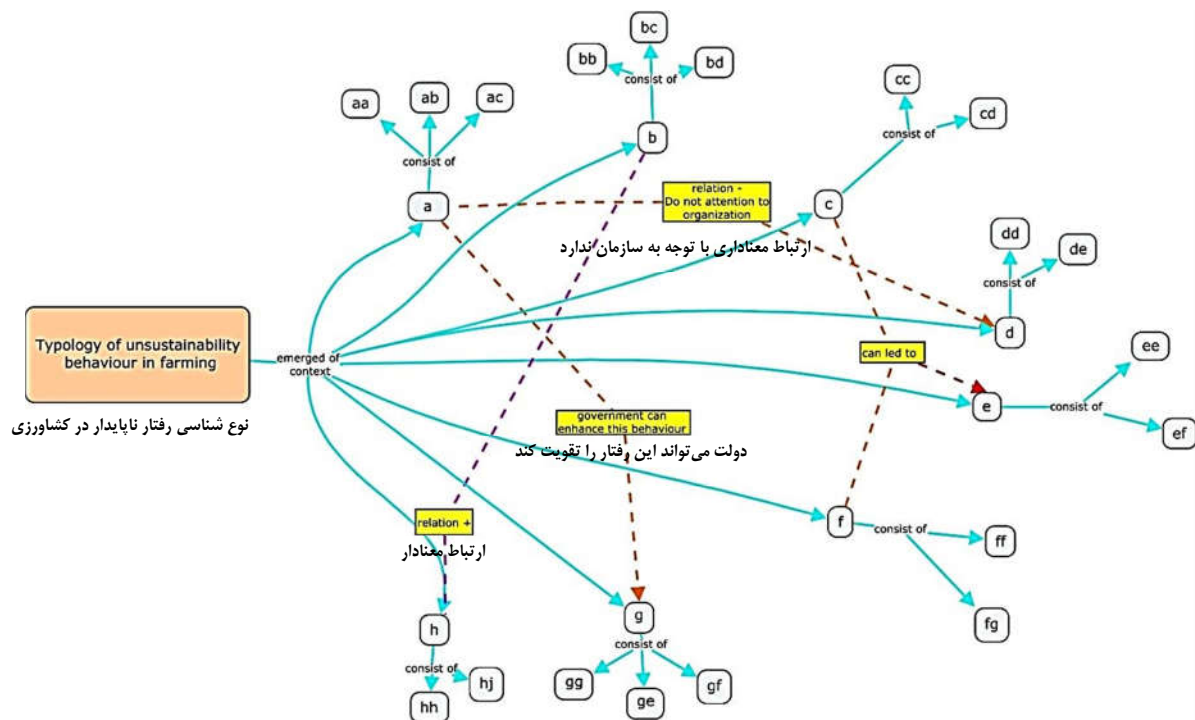 bc
bb
bd
consist of
cc
cd
consist of
aa
ab
ac
consist of
b
a
relation -
Do not attention to
organization
c
ارتباط معناداری با توجه به سازمان ندارد
dd
de
consist of
d
Typology of unsustainability
behaviour in farming
نوع شناسی رفتار ناپایدار در کشاورزی
emerged of
context
can led to
ee
e
consist of
ef
government can
enhance this behaviour
دولت می‌تواند این رفتار را تقویت کند
relation +
ارتباط معنادار
f
consist of
ff
fg
h
consist of
hh
hj
g
consist of
gg
ge
gf